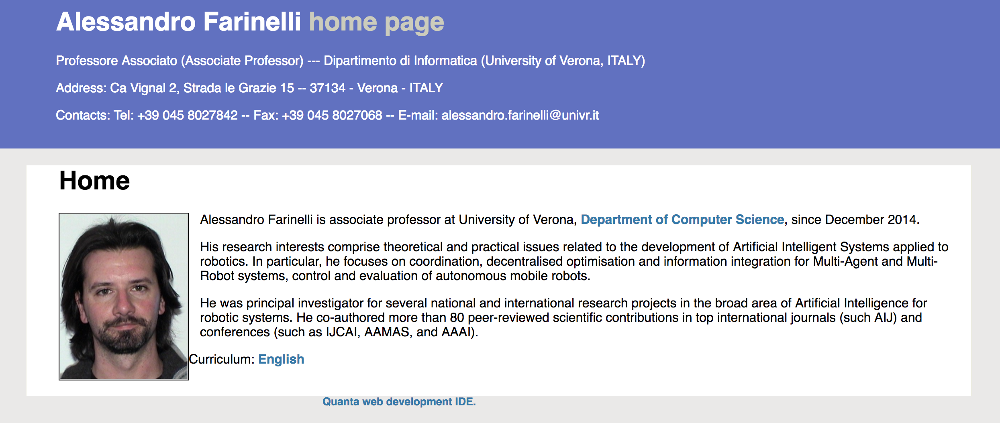 Alessandro Farinelli home page
Professore Associato (Associate Professor) --- Dipartimento di Informatica (University of Verona, ITALY)
Address: Ca Vignal 2, Strada le Grazie 15 -- 37134 - Verona - ITALY
Contacts: Tel: +39 045 8027842 -- Fax: +39 045 8027068 -- E-mail: alessandro.farinelli@univr.it
Home
Alessandro Farinelli is associate professor at University of Verona, Department of Computer Science, since December 2014.
His research interests comprise theoretical and practical issues related to the development of Artificial Intelligent Systems applied to
robotics. In particular, he focuses on coordination, decentralised optimisation and information integration for Multi-Agent and Multi-
Robot systems, control and evaluation of autonomous mobile robots.
He was principal investigator for several national and international research projects in the broad area of Artificial Intelligence for
robotic systems. He co-authored more than 80 peer-reviewed scientific contributions in top international journals (such AIJ) and
conferences (such as IJCAI, AAMAS, and AAAI).
Curriculum: English
Quanta web development IDE.